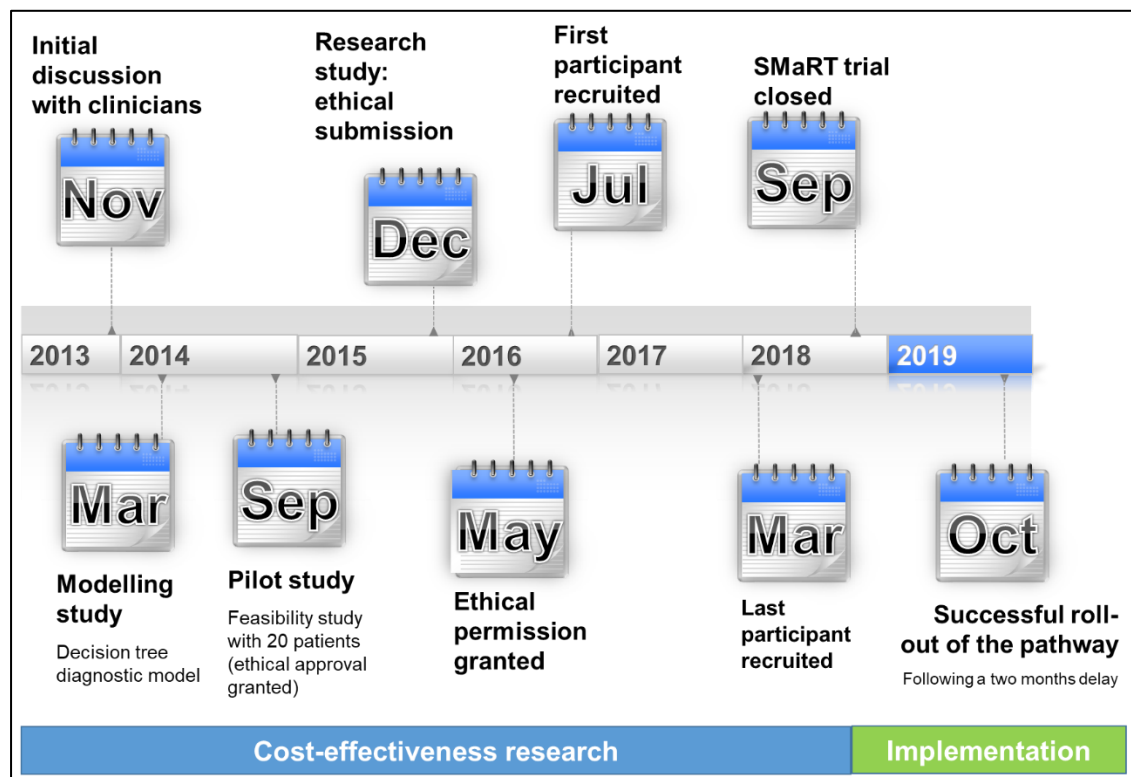 Initial
discussion
with clinicians
Nov
Research
study:
ethical
submission
Dec
First
participant
recruited
Jul
SMaRT trial
closed
Sep
2013
2014
2015
2016
2017
2018
2019
Mar
Modelling
study
Decision tree
diagnostic model
Sep
Pilot study
Feasibility study
with 20 patients
(ethical approval
granted)
May
Ethical
permission
granted
Mar
Last
participant
recruited
Oct
Successful roll-
out of the pathway
Following a two months delay
Cost-effectiveness research
Implementation